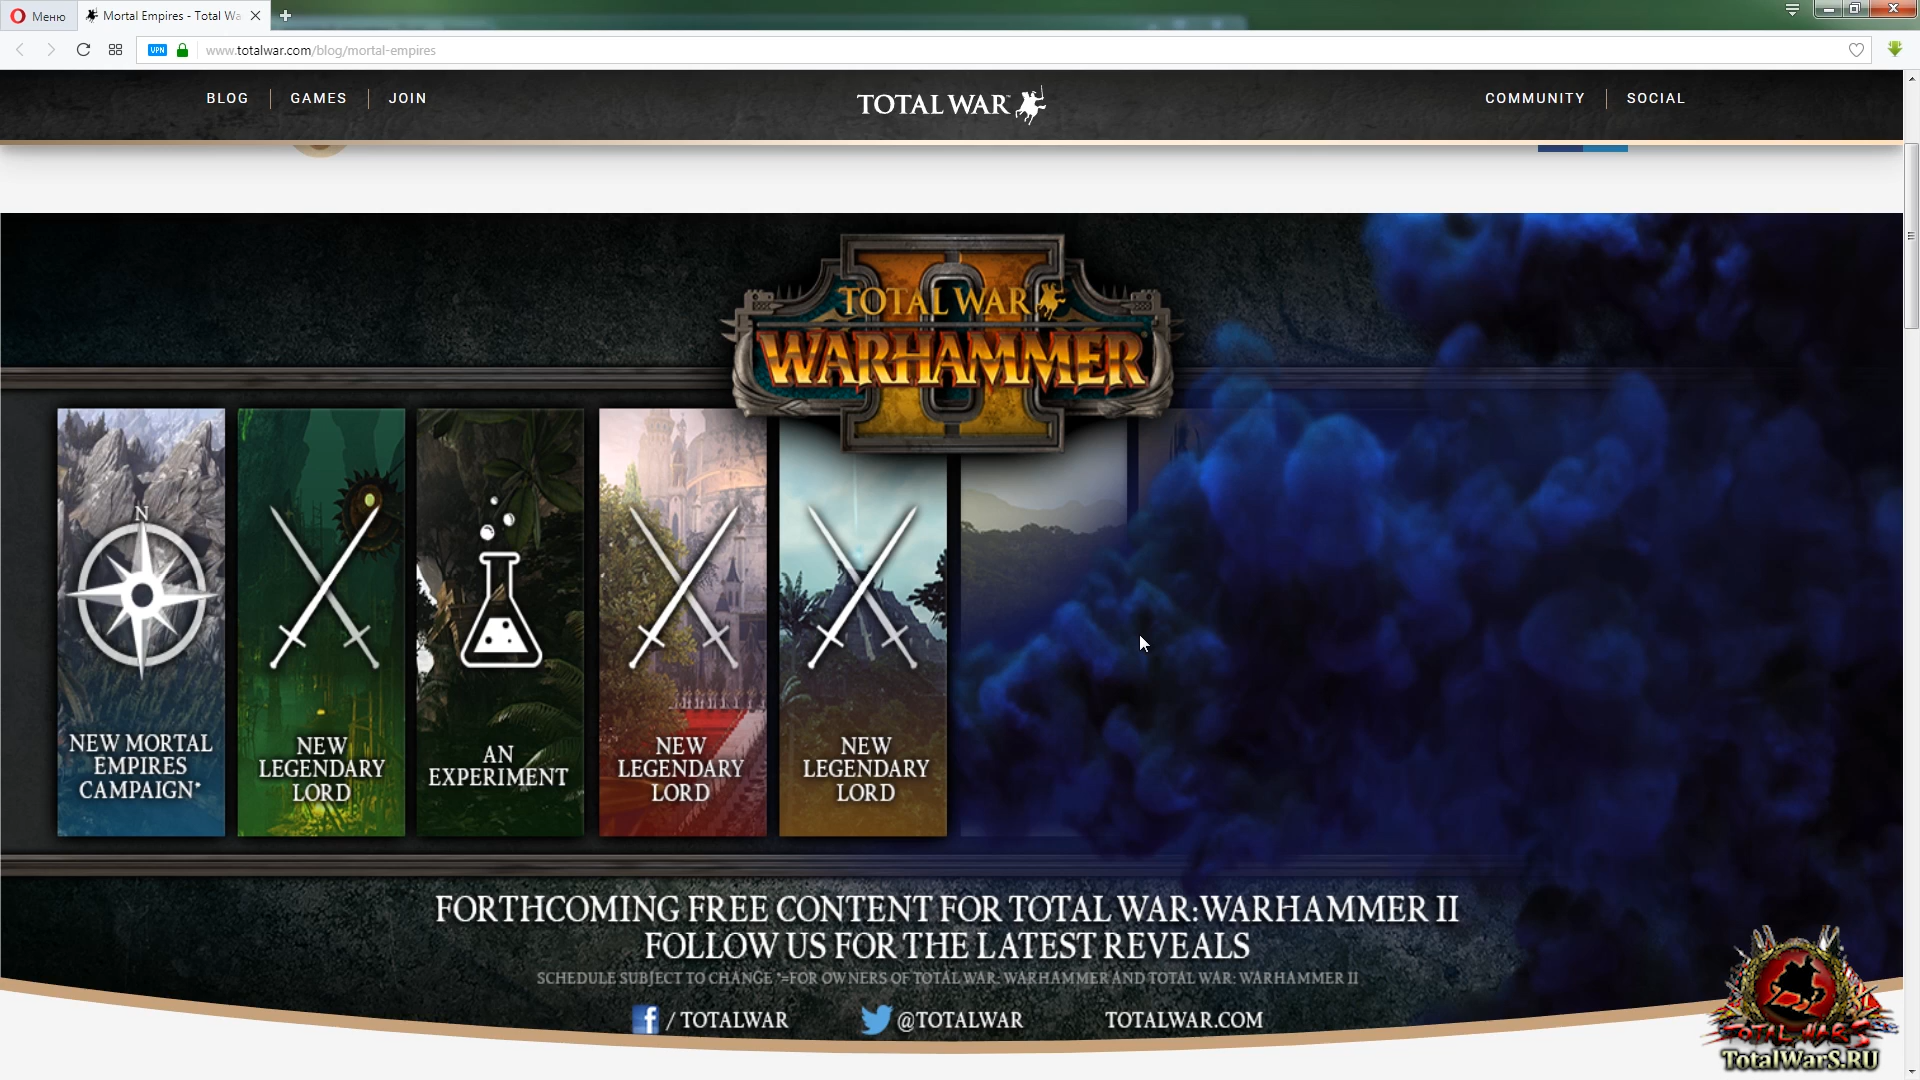 Меню
Mortal Empires - Total Wa
VPN
www.totalwar.com/blog/mortal-empires
BLOG
GAMES
JOIN
TOTAL WAR
COMMUNITY
SOCIAL
TOTAL WAR
WARHAMMER
II
N
NEW MORTAL
EMPIRES
CAMPAIGN*
NEW
LEGENDARY
LORD
AN
EXPERIMENT
NEW
LEGENDARY
LORD
NEW
LEGENDARY
LORD
FORTHCOMING FREE CONTENT FOR TOTAL WAR: WARHAMMER II
FOLLOW US FOR THE LATEST REVEALS
SCHEDULE SUBJECT TO CHANGE *=FOR OWNERS OF TOTAL WAR: WARHAMMER AND TOTAL WAR: WARHAMMER II
f / TOTALWAR
@TOTALWAR
TOTALWAR.COM
TOTAL WARS
TotalWarS.RU